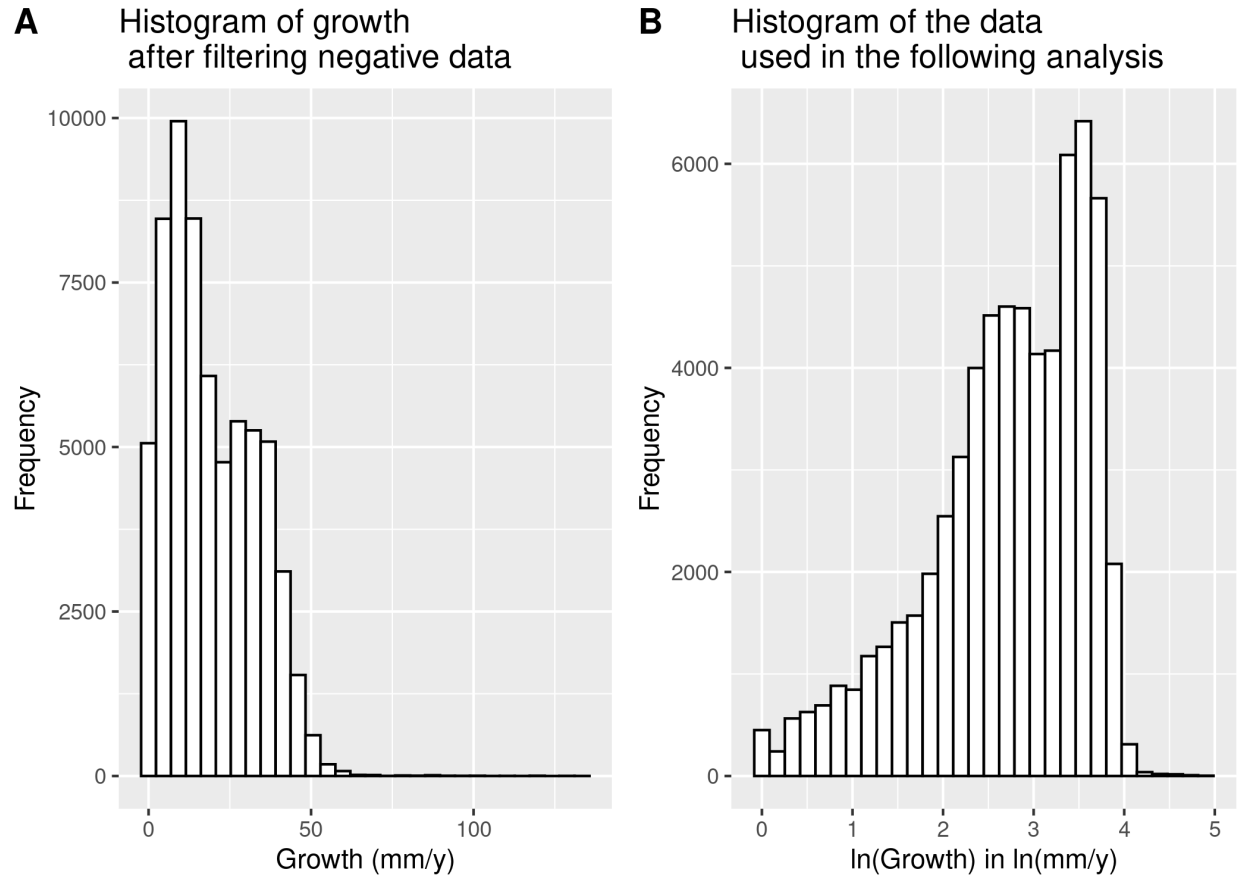 A
Histogram of growth
after filtering negative data
Frequency
10000
7500
5000
2500
0
0 50 100
Growth (mm/y)
B
Histogram of the data
used in the following analysis
Frequency
6000
4000
2000
0
0 1 2 3 4 5
ln(Growth) in ln(mm/y)